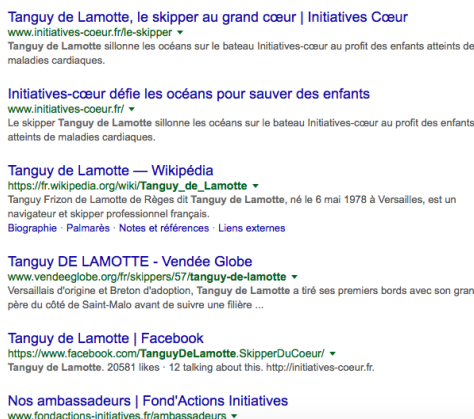 Tanguy de Lamotte, le skipper au grand cœur | Initiatives Cœur
www.initiatives-coeur.fr/le-skipper
Tanguy de Lamotte sillonne les océans sur le bateau Initiatives-cœur au profit des enfants atteints de
maladies cardiaques.
Initiatives-cœur défie les océans pour sauver des enfants
www.initiatives-coeur.fr/
Le skipper Tanguy de Lamotte sillonne les océans sur le bateau Initiatives-cœur au profit des enfants
atteints de maladies cardiaques.
Tanguy de Lamotte — Wikipédia
https://fr.wikipedia.org/wiki/Tanguy_de_Lamotte
Tanguy Frizon de Lamotte de Règes dit Tanguy de Lamotte, né le 6 mai 1978 à Versailles, est un
navigateur et skipper professionnel français.
Biographie · Palmarès · Notes et références · Liens externes
Tanguy DE LAMOTTE - Vendée Globe
www.vendeeglobe.org/fr/skippers/57/tanguy-de-lamotte
Versaillais d'origine et Breton d'adoption, Tanguy de Lamotte a tiré ses premiers bords avec son gran
père du côté de Saint-Malo avant de suivre une filière ...
Tanguy de Lamotte | Facebook
https://www.facebook.com/TanguyDeLamotte.SkipperDuCoeur/
Tanguy de Lamotte. 20581 likes · 12 talking about this. http://initiatives-coeur.fr.
Nos ambassadeurs | Fond'Actions Initiatives
www.fondactions-initiatives.fr/ambassadeurs